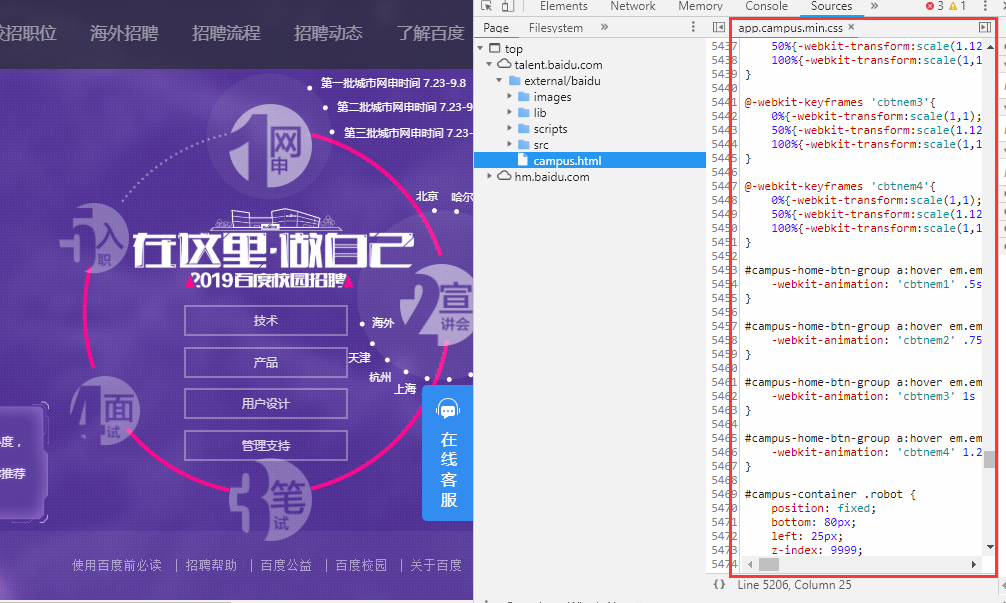 校招职位 海外招聘 招聘流程 招聘动态 了解百度
第一批城市网申时间 7.23-9.8
第二批城市网申时间 7.23-9
第三批城市网申时间 7.23-
1 网申
北京 哈尔
5 入职
在这里·做自己
2019百度校园招聘
2 宣讲会
技术
海外
产品
天津
杭州
上海
用户设计
4 面试
管理支持
3 笔试
度，
推荐
在线客服
使用百度前必读 | 招聘帮助 | 百度公益 | 百度校园 | 关于百度
Elements Network Memory Console Sources » 3 1
Page Filesystem »
top
talent.baidu.com
external/baidu
images
lib
scripts
src
campus.html
hm.baidu.com
app.campus.min.css ×
5437 50%{-webkit-transform:scale(1.12
5438 100%{-webkit-transform:scale(1,1
5439 }
5440
5441 @-webkit-keyframes 'cbtnem3'{
5442 0%{-webkit-transform:scale(1,1);
5443 50%{-webkit-transform:scale(1.12
5444 100%{-webkit-transform:scale(1,1
5445 }
5446
5447 @-webkit-keyframes 'cbtnem4'{
5448 0%{-webkit-transform:scale(1,1);
5449 50%{-webkit-transform:scale(1.12
5450 100%{-webkit-transform:scale(1,1
5451 }
5452
5453 #campus-home-btn-group a:hover em.em
5454 -webkit-animation: 'cbtnem1' .5s
5455 }
5456
5457 #campus-home-btn-group a:hover em.em
5458 -webkit-animation: 'cbtnem2' .75
5459 }
5460
5461 #campus-home-btn-group a:hover em.em
5462 -webkit-animation: 'cbtnem3' 1s
5463 }
5464
5465 #campus-home-btn-group a:hover em.em
5466 -webkit-animation: 'cbtnem4' 1.2
5467 }
5468
5469 #campus-container .robot {
5470 position: fixed;
5471 bottom: 80px;
5472 left: 25px;
5473 z-index: 9999;
5474
{} Line 5206, Column 25